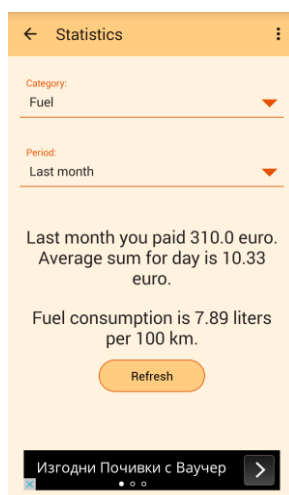 Statistics
Category:
Fuel
Period:
Last month
Last month you paid 310.0 euro.
Average sum for day is 10.33
euro.
Fuel consumption is 7.89 liters
per 100 km.
Refresh
Изгодни Почивки с Ваучер